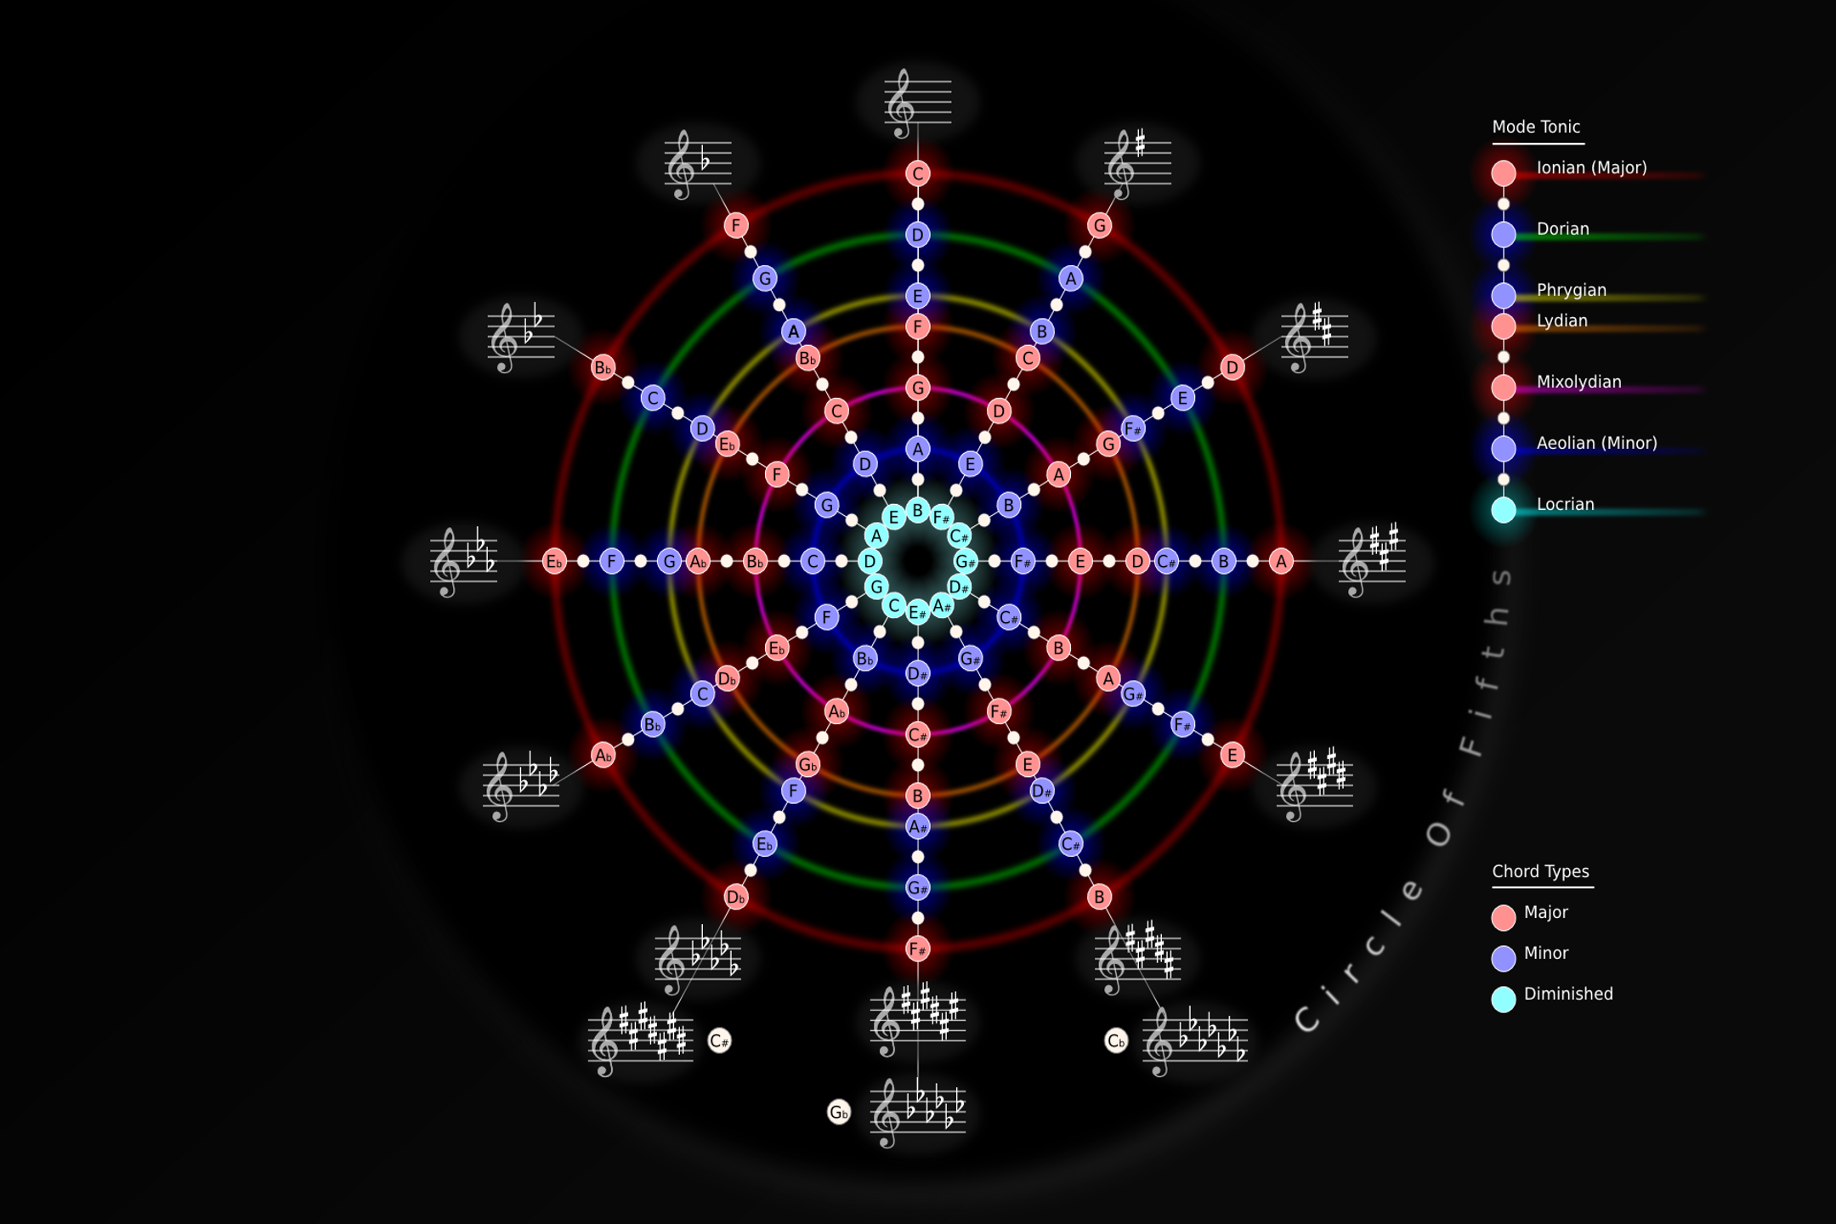 C
F
G
D
G
A
E
A
B
F
B♭
C
B♭
D
G
C
E
C
D
F♯
D
E♭
G
A
D
E
F
A
G
B
E
B
F♯
A
C♯
E♭
F
G
A♭
B♭
C
D
G♯
F♯
E
D
C♯
B
A
G
D♯
C
E♯
A♯
F
C♯
E♭
B
B♭
G♯
D♭
D♯
A
C
G♯
A♭
F♯
B♭
F♯
C♯
A♭
E
G♭
E
F
D♯
B
A♯
E♭
C♯
G♯
D♭
B
F♯
C♯
C♭
G♭
Mode Tonic
Ionian (Major)
Dorian
Phrygian
Lydian
Mixolydian
Aeolian (Minor)
Locrian
Circle Of Fifths
Chord Types
Major
Minor
Diminished